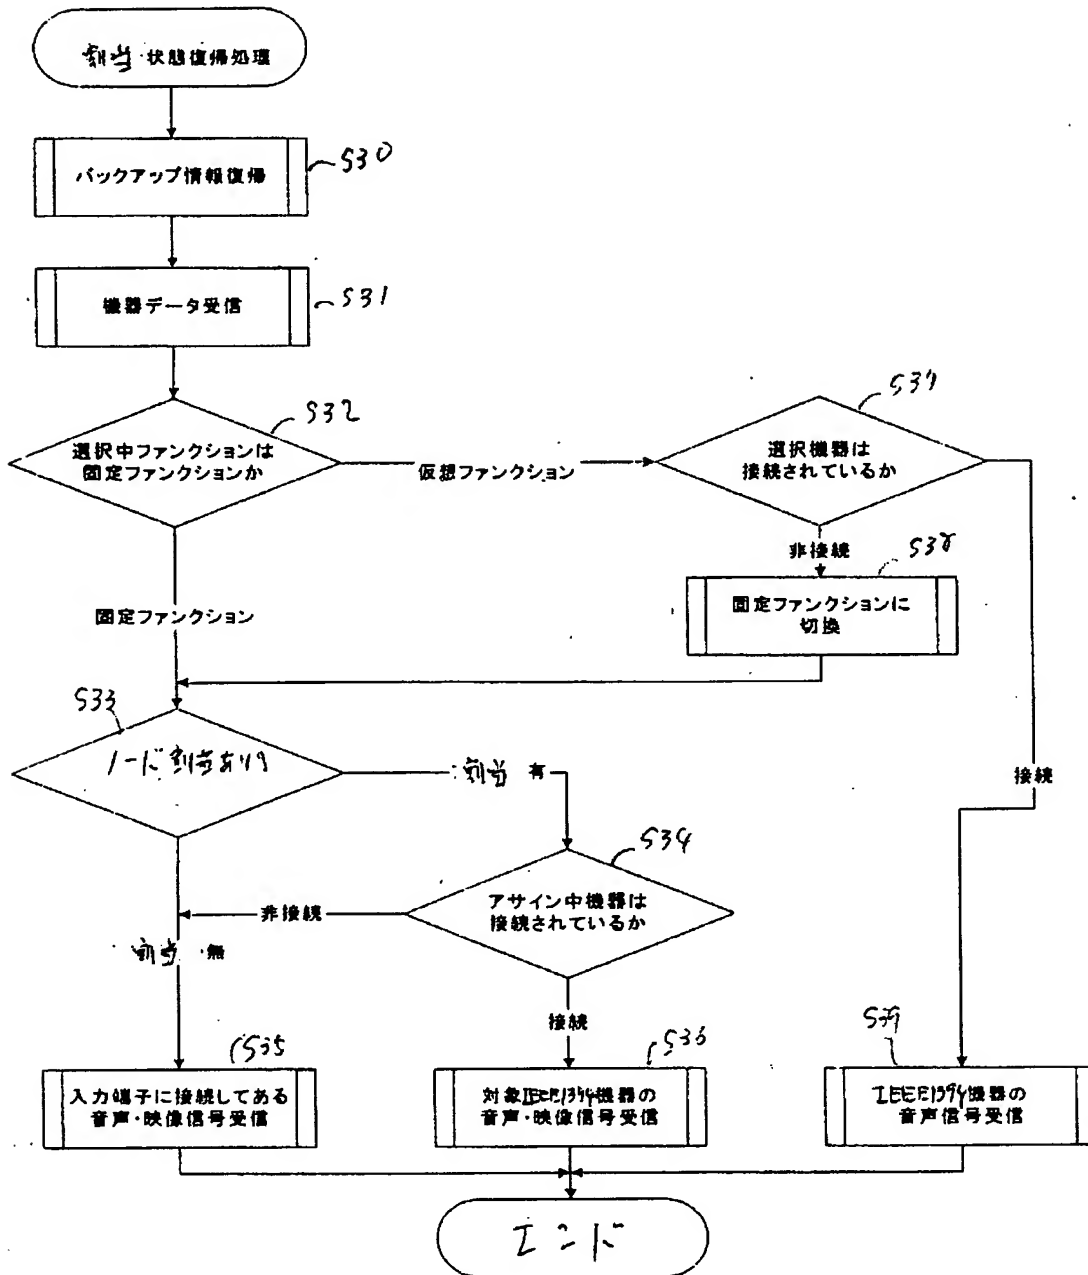 割当・状態復帰処理
バックアップ情報復帰
S30
機器データ受信
S31
選択中ファンクションは
固定ファンクションか
S32
仮想ファンクション
選択機器は
接続されているか
S37
非接続
固定ファンクションに
切換
S38
固定ファンクション
接続
S33
ノード割当あり?
割当 有
アサイン中機器は
接続されているか
S34
非接続
割当・無
接続
S35
入力端子に接続してある
音声・映像信号受信
S36
対象IEEE1394機器の
音声・映像信号受信
S39
IEEE1394機器の
音声信号受信
エンド